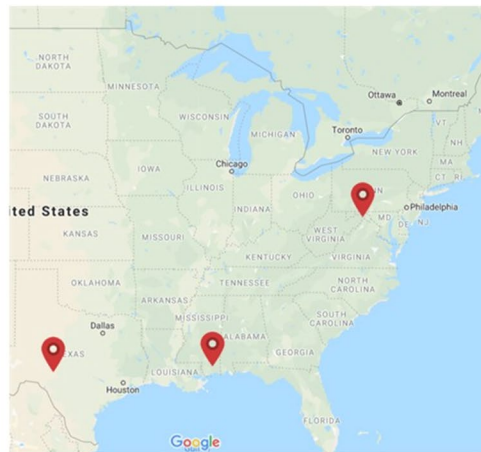 Ottawa
Montreal
NORTH
DAKOTA
MINNESOTA
SOUTH
DAKOTA
WISCONSIN
MICHIGAN
Toronto
VT
NH
NEW YORK
MA
CT RI
Chicago
IOWA
NEBRASKA
ILLINOIS
INDIANA
OHIO
N
Philadelphia
MD
DE NJ
ited States
KANSAS
MISSOURI
WEST
VIRGINIA
KENTUCKY
VIRGINIA
OKLAHOMA
TENNESSEE
NORTH
CAROLINA
ARKANSAS
MISSISSIPPI
SOUTH
CAROLINA
Dallas
ALABAMA
GEORGIA
EXAS
LOUISIANA
Houston
FLORIDA
Google